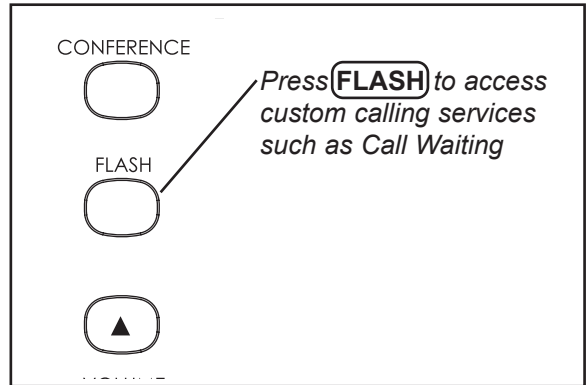 CONFERENCE
Press FLASH to access
custom calling services
such as Call Waiting
FLASH